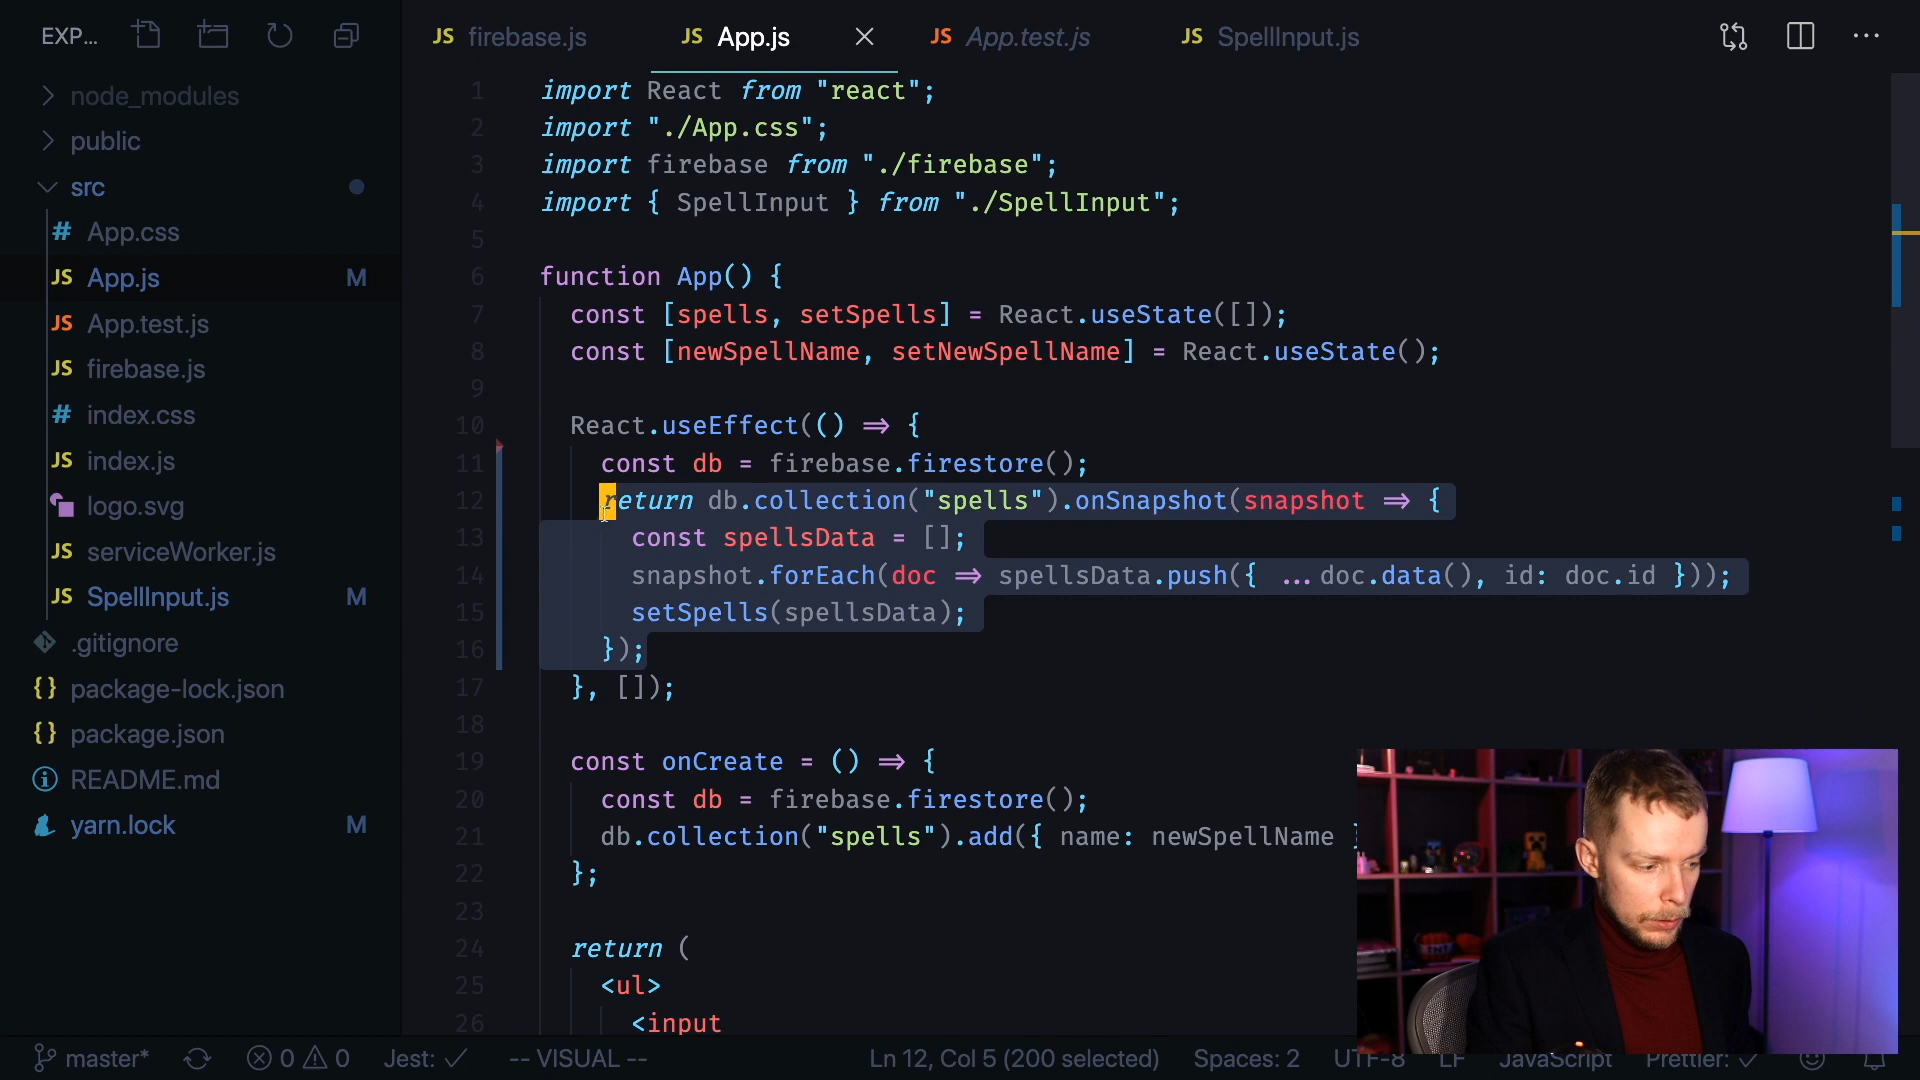 EXP...
JS firebase.js
JS App.js
JS App.test.js
JS SpellInput.js
node_modules
public
src
# App.css
JS App.js M
JS App.test.js
JS firebase.js
# index.css
JS index.js
logo.svg
JS serviceWorker.js
JS SpellInput.js M
.gitignore
{} package-lock.json
{} package.json
README.md
yarn.lock M
1 import React from "react";
2 import "./App.css";
3 import firebase from "./firebase";
4 import { SpellInput } from "./SpellInput";
5
6 function App() {
7 const [spells, setSpells] = React.useState([]);
8 const [newSpellName, setNewSpellName] = React.useState();
9
10 React.useEffect(() ⇒ {
11 const db = firebase.firestore();
12 return db.collection("spells").onSnapshot(snapshot ⇒ {
13 const spellsData = [];
14 snapshot.forEach(doc ⇒ spellsData.push({ ...doc.data(), id: doc.id }));
15 setSpells(spellsData);
16 });
17 }, []);
18
19 const onCreate = () ⇒ {
20 const db = firebase.firestore();
21 db.collection("spells").add({ name: newSpellName }
22 };
23
24 return (
25 <ul>
26 <input
master* 0 0 Jest: ✓ -- VISUAL -- Ln 12, Col 5 (200 selected) Spaces: 2 UTF-8 LF JavaScript Prettier: ✓